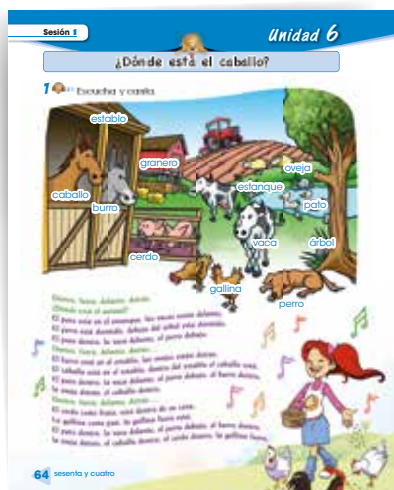 Sesión 1
Unidad 6
¿Dónde está el caballo?
1 Escucha y canta.
establo
granero
oveja
estanque
caballo
pato
burro
vaca
árbol
cerdo
gallina
perro
Dentro, fuera, delante, detrás.
¿Dónde está el animal?
El pato está en el estanque, las vacas están delante,
El perro está dormido, debajo del árbol está dormido.
El pato dentro, la vaca delante, el perro debajo.
Dentro, fuera, delante, detrás...
El burro está en el establo, las ovejas están detrás.
El caballo está en el establo, dentro del establo el caballo está.
El pato dentro, la vaca delante, el perro debajo, el burro dentro,
la oveja detrás, el caballo dentro.
Dentro, fuera, delante, detrás...
El cerdo come fruta, está dentro de su casa.
La gallina come pan, la gallina fuera está.
El pato dentro, la vaca delante, el perro debajo, el burro dentro,
la oveja detrás, el caballo dentro, el cerdo dentro, la gallina fuera.
64 sesenta y cuatro